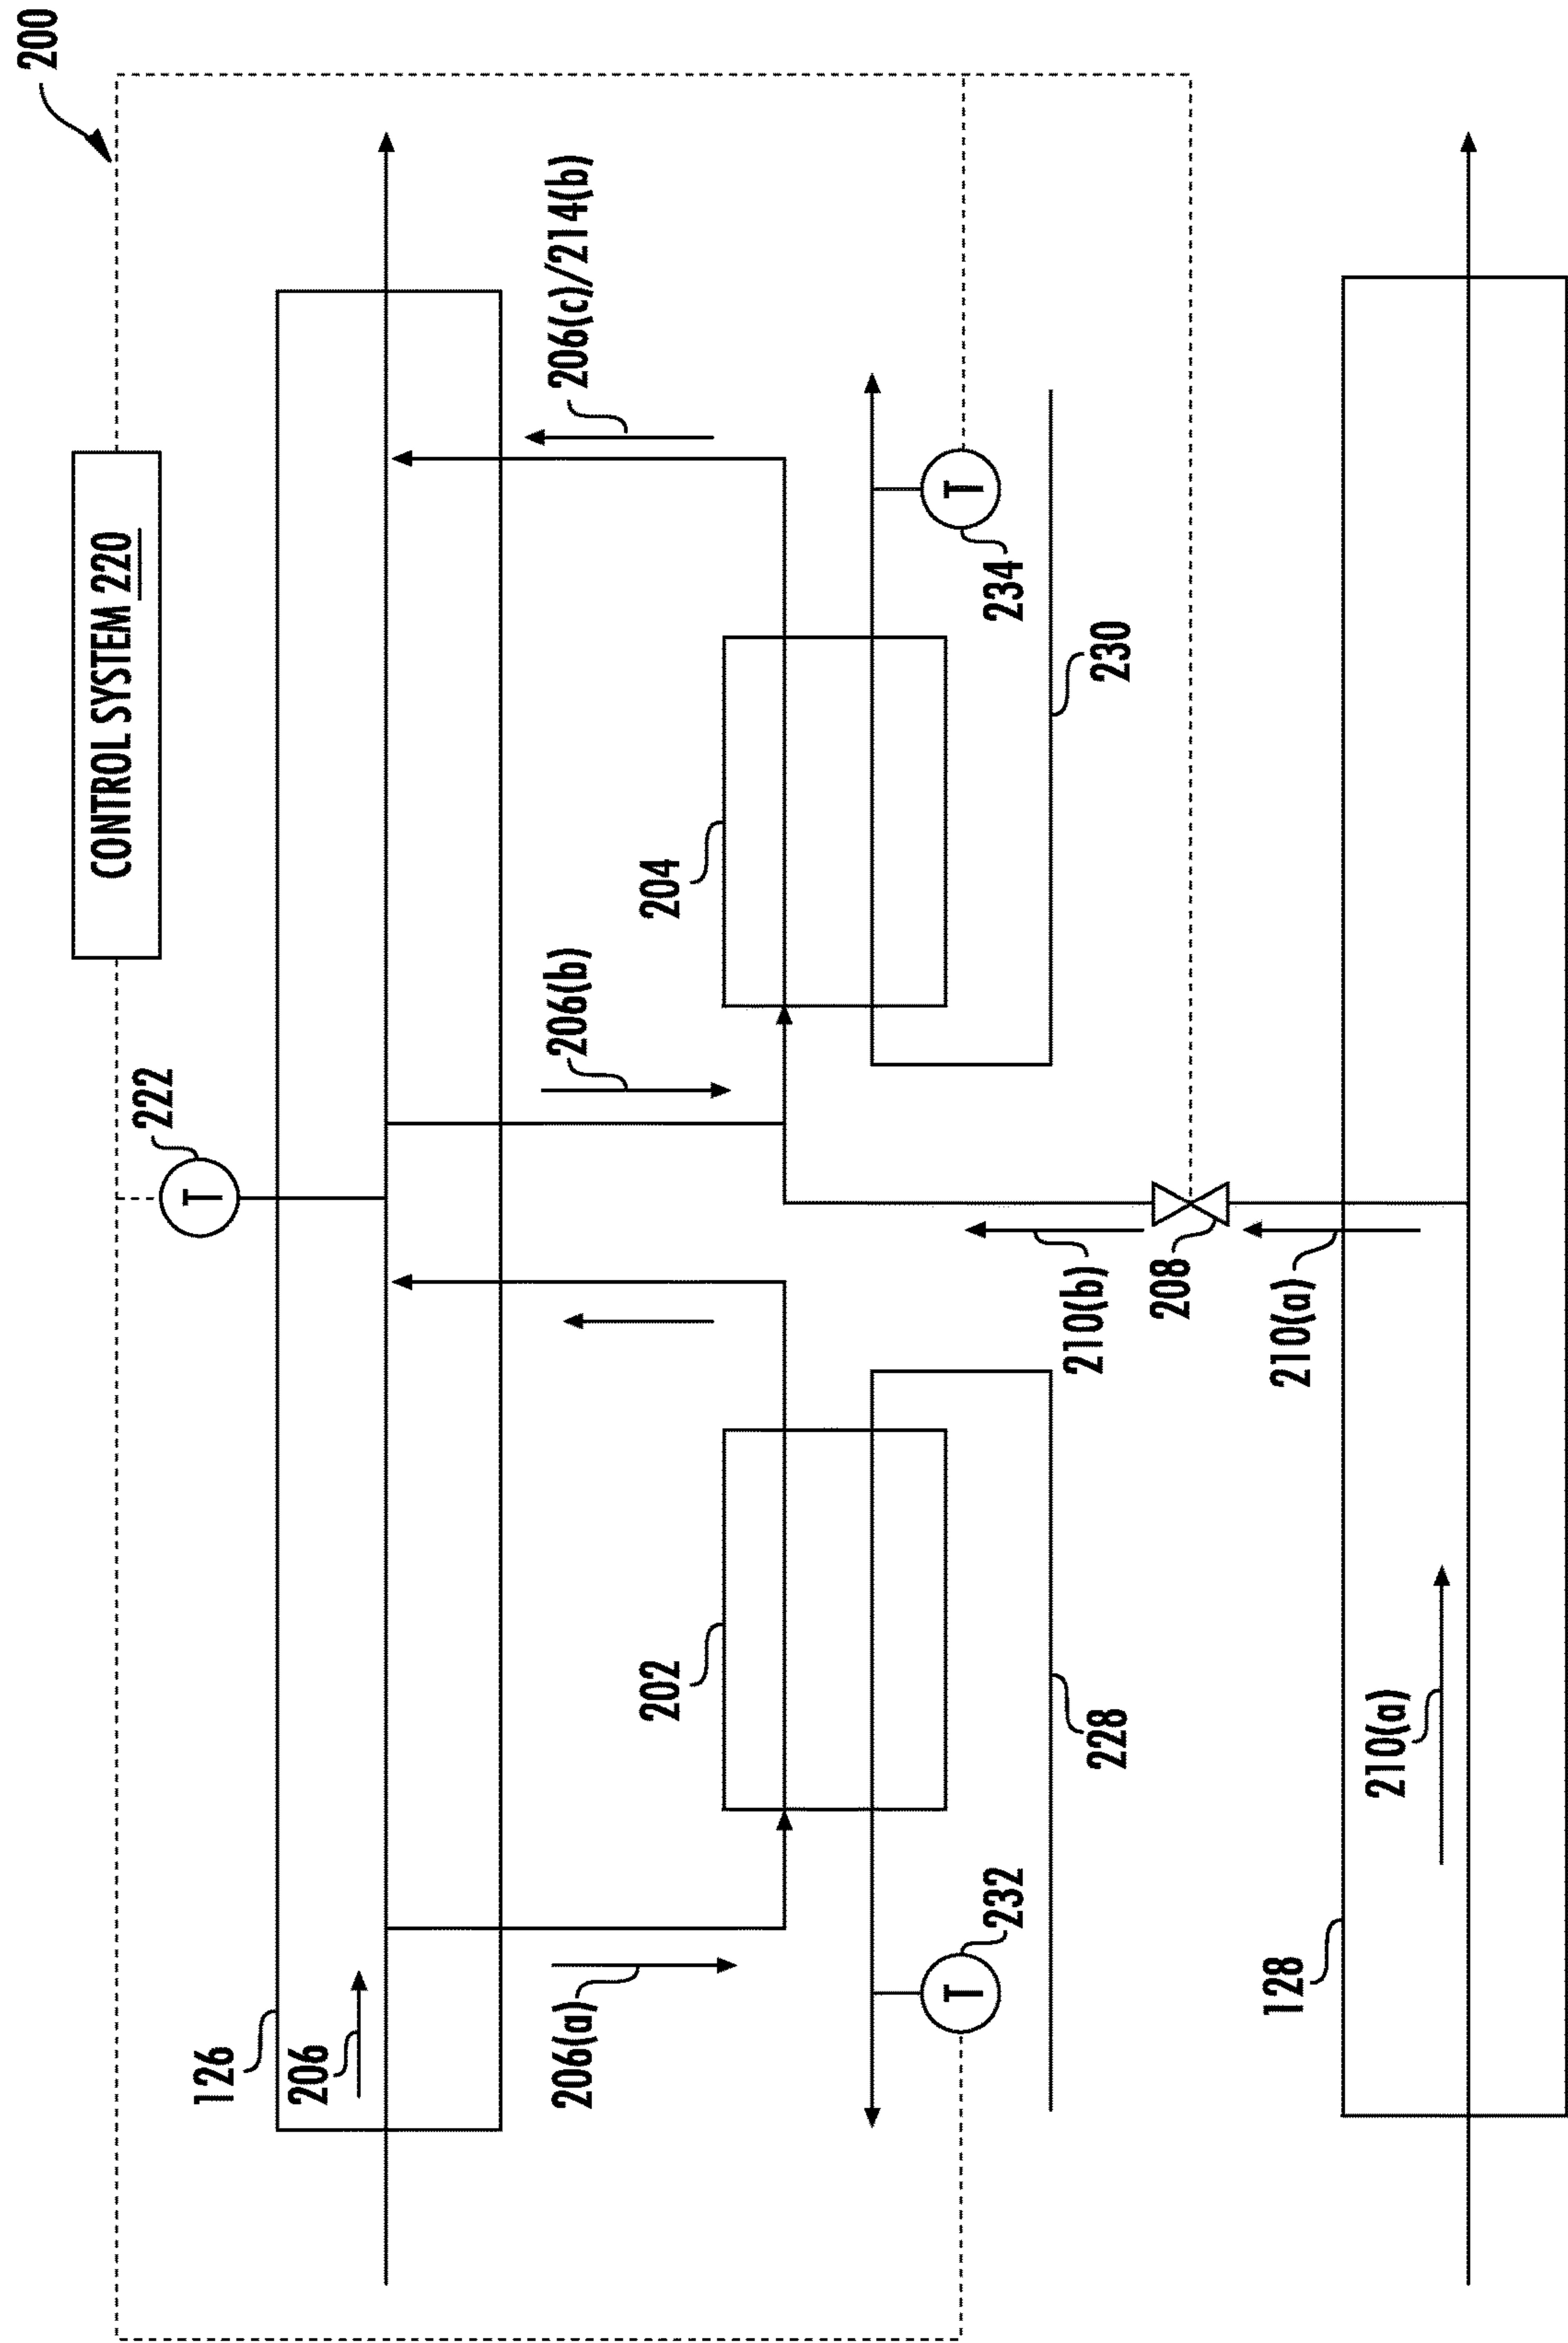 200
CONTROL SYSTEM 220
222
126
206
206(a)
206(b)
206(c)/214(b)
202
204
232
234
228
230
210(b)
208
210(a)
128
210(a)
T
T
T